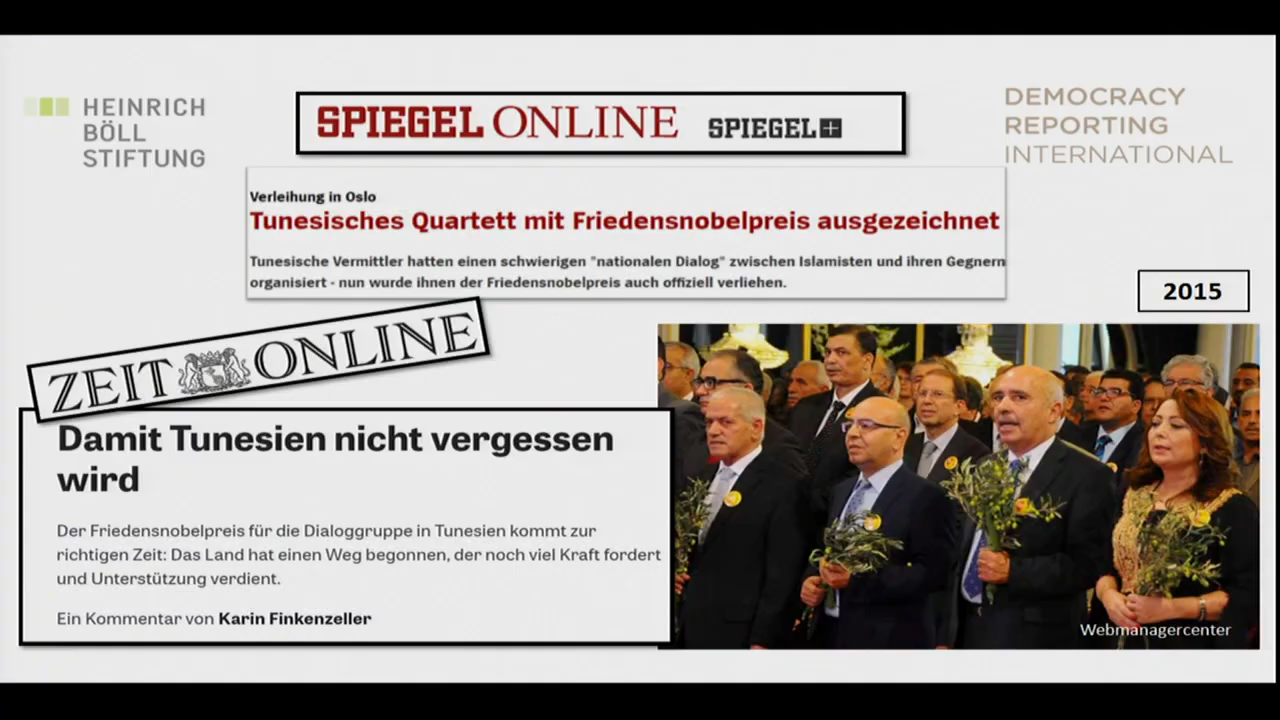 HEINRICH
BÖLL
STIFTUNG
SPIEGEL ONLINE SPIEGEL+
DEMOCRACY
REPORTING
INTERNATIONAL
Verleihung in Oslo
Tunesisches Quartett mit Friedensnobelpreis ausgezeichnet
Tunesische Vermittler hatten einen schwierigen "nationalen Dialog" zwischen Islamisten und ihren Gegnern
organisiert - nun wurde ihnen der Friedensnobelpreis auch offiziell verliehen.
2015
ZEIT ONLINE
Damit Tunesien nicht vergessen
wird
Der Friedensnobelpreis für die Dialoggruppe in Tunesien kommt zur
richtigen Zeit: Das Land hat einen Weg begonnen, der noch viel Kraft fordert
und Unterstützung verdient.
Ein Kommentar von Karin Finkenzeller
Webmanagercenter